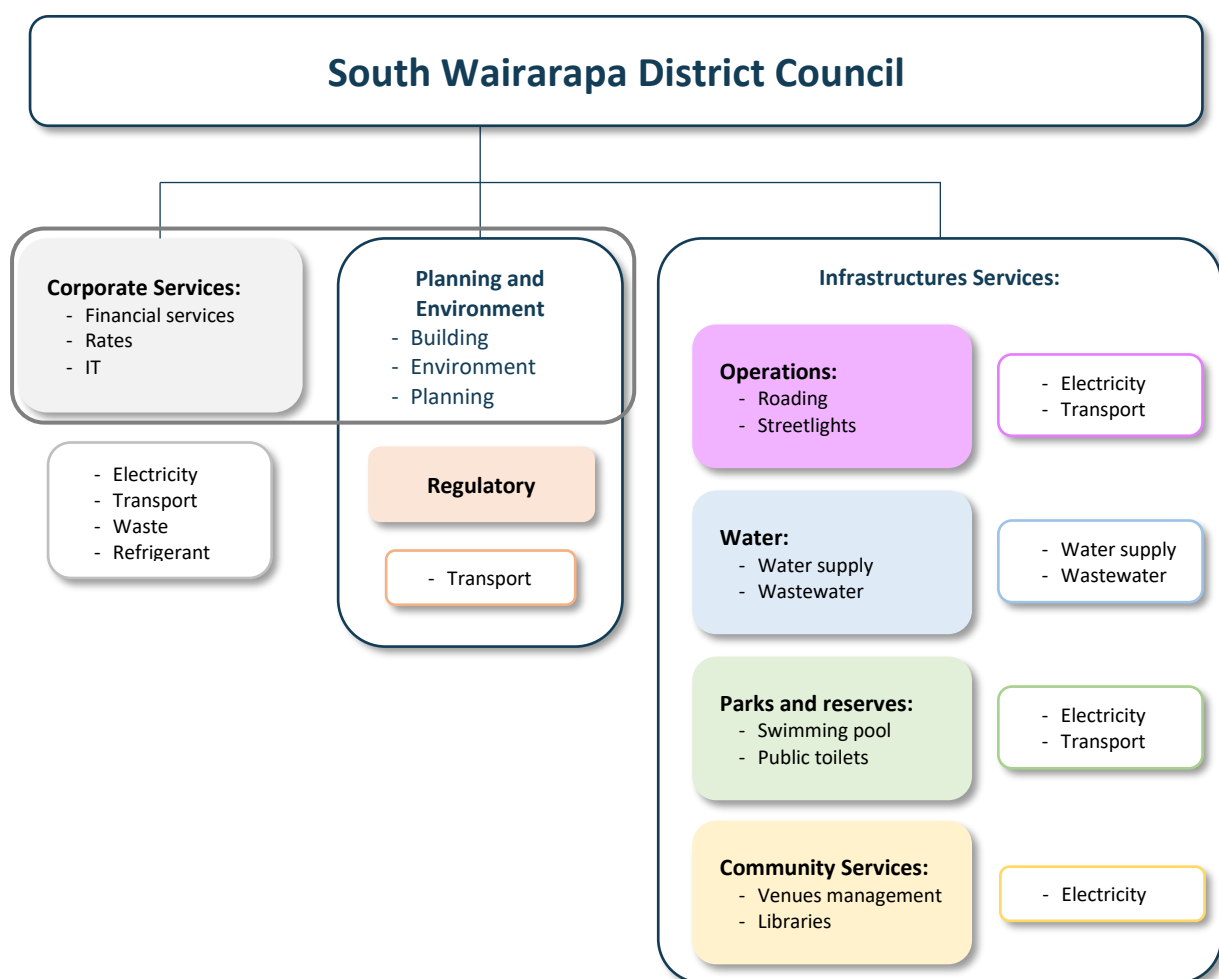 South Wairarapa District Council
Corporate Services:
- Financial services
- Rates
- IT
- Electricity
- Transport
- Waste
- Refrigerant
Planning and
Environment
- Building
- Environment
- Planning
Regulatory
- Transport
Infrastructures Services:
Operations:
- Roading
- Streetlights
- Electricity
- Transport
Water:
- Water supply
- Wastewater
- Water supply
- Wastewater
Parks and reserves:
- Swimming pool
- Public toilets
- Electricity
- Transport
Community Services:
- Venues management
- Libraries
- Electricity